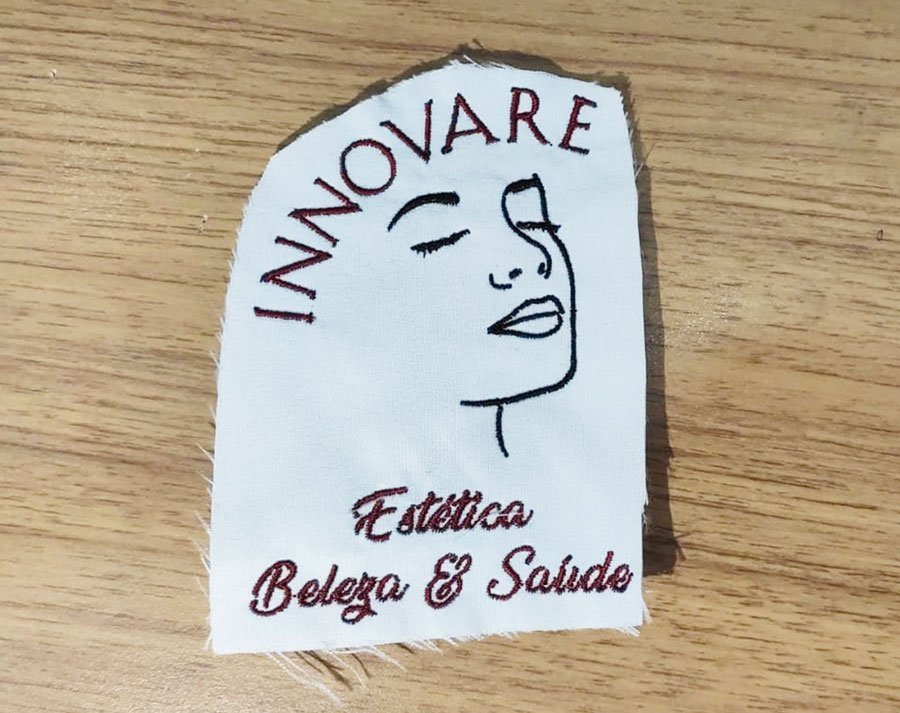 INNOVARE
Estética
Beleza & Saúde